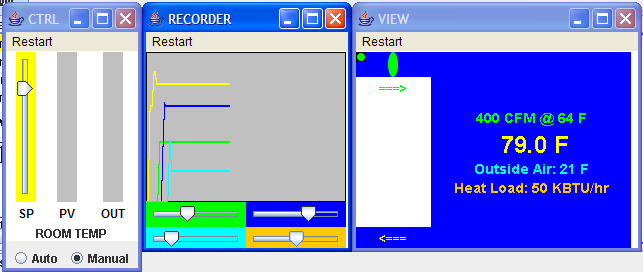 CTRL
Restart
SP PV OUT
ROOM TEMP
Auto Manual
RECORDER
Restart
VIEW
Restart
===>
400 CFM @ 64 F
79.0 F
Outside Air: 21 F
Heat Load: 50 KBTU/hr
<===